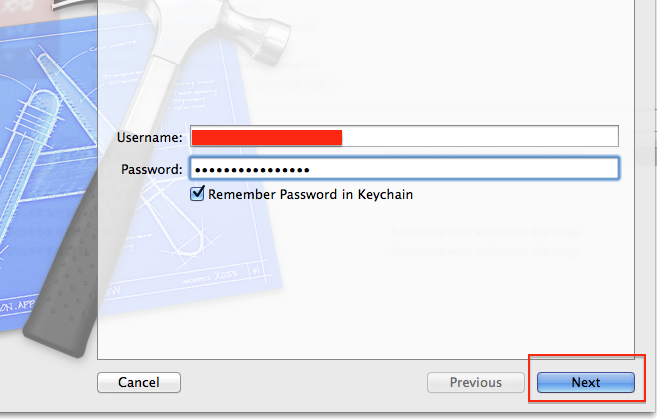 Username:
Password: ••••••••••••••••
Remember Password in Keychain
Cancel
Previous
Next